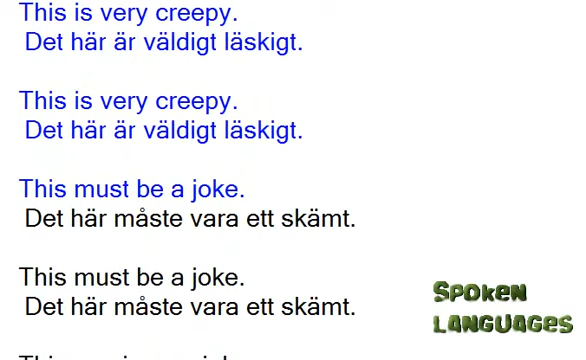 This is very creepy.
Det här är väldigt läskigt.
This is very creepy.
Det här är väldigt läskigt.
This must be a joke.
Det här måste vara ett skämt.
This must be a joke.
Det här måste vara ett skämt.
Spoken
Languages